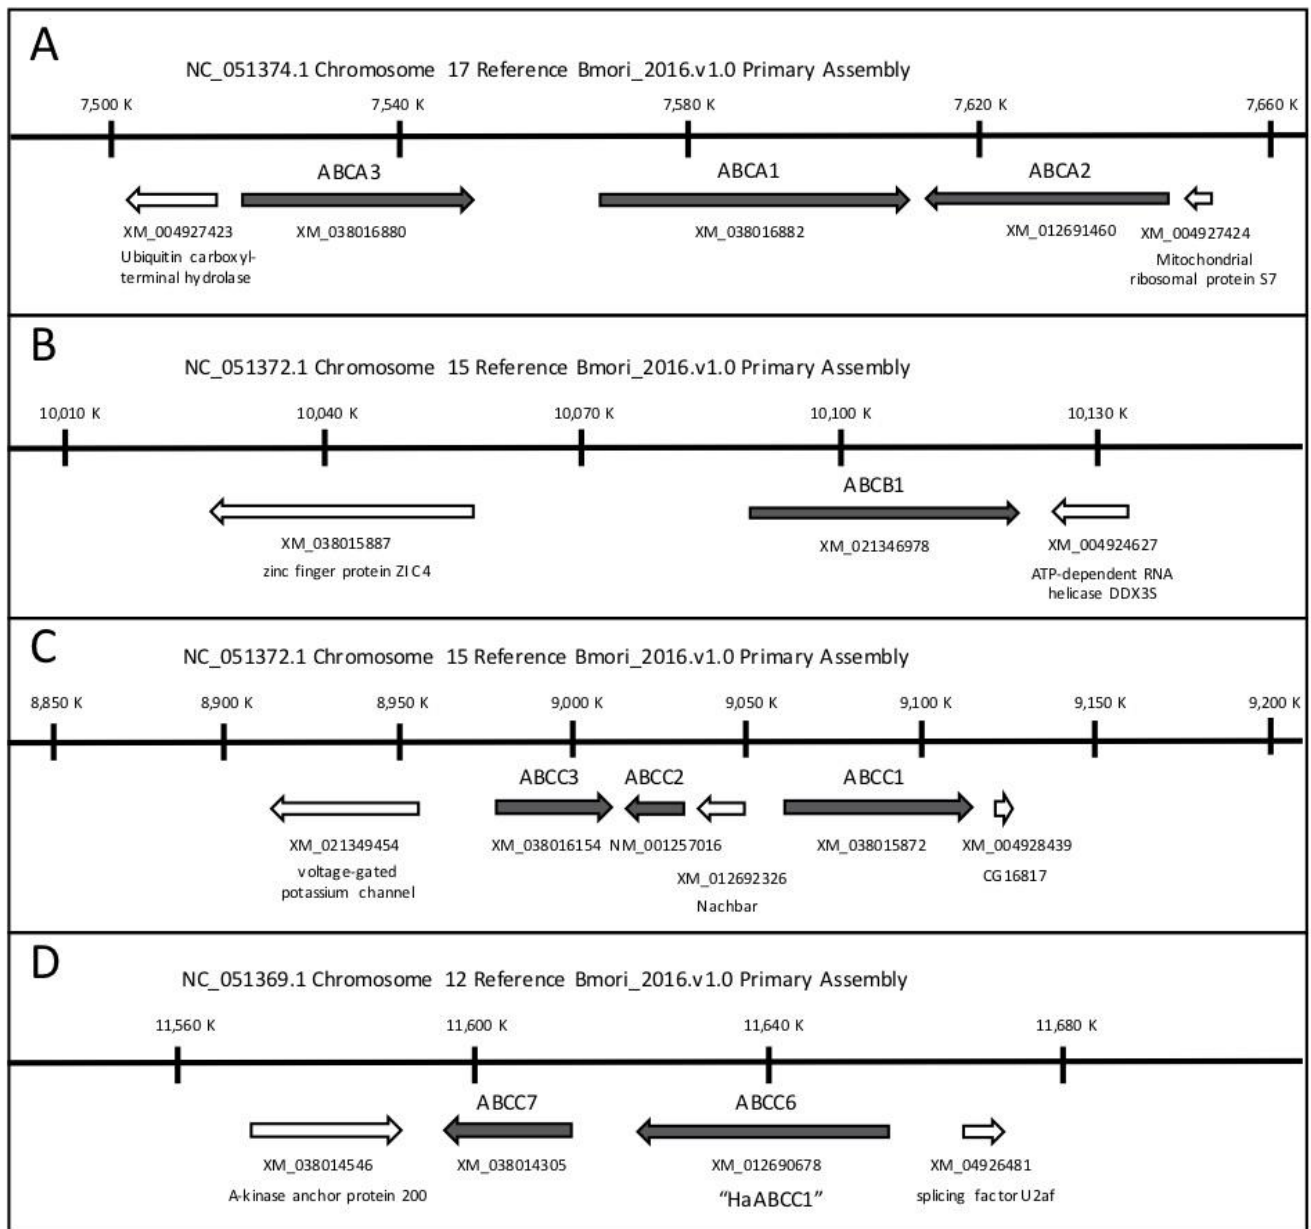 A
NC_051374.1 Chromosome 17 Reference Bmori_2016.v1.0 Primary Assembly
7,500 K 7,540 K 7,580 K 7,620 K 7,660 K
ABCA3 ABCA1 ABCA2
XM_004927423 XM_038016880 XM_038016882 XM_012691460 XM_004927424
Ubiquitin carboxyl- Mitochondrial
terminal hydrolase ribosomal protein S7
B
NC_051372.1 Chromosome 15 Reference Bmori_2016.v1.0 Primary Assembly
10,010 K 10,040 K 10,070 K 10,100 K 10,130 K
ABCB1
XM_038015887 XM_021346978 XM_004924627
zinc finger protein ZIC4 ATP-dependent RNA
helicase DDX3S
C
NC_051372.1 Chromosome 15 Reference Bmori_2016.v1.0 Primary Assembly
8,850 K 8,900 K 8,950 K 9,000 K 9,050 K 9,100 K 9,150 K 9,200 K
ABCC3 ABCC2 ABCC1
XM_021349454 XM_038016154 NM_001257016 XM_038015872 XM_004928439
voltage-gated XM_012692326 CG16817
potassium channel Nachbar
D
NC_051369.1 Chromosome 12 Reference Bmori_2016.v1.0 Primary Assembly
11,560 K 11,600 K 11,640 K 11,680 K
ABCC7 ABCC6
XM_038014546 XM_038014305 XM_012690678 XM_04926481
A-kinase anchor protein 200 “HaABCC1” splicing factor U2af